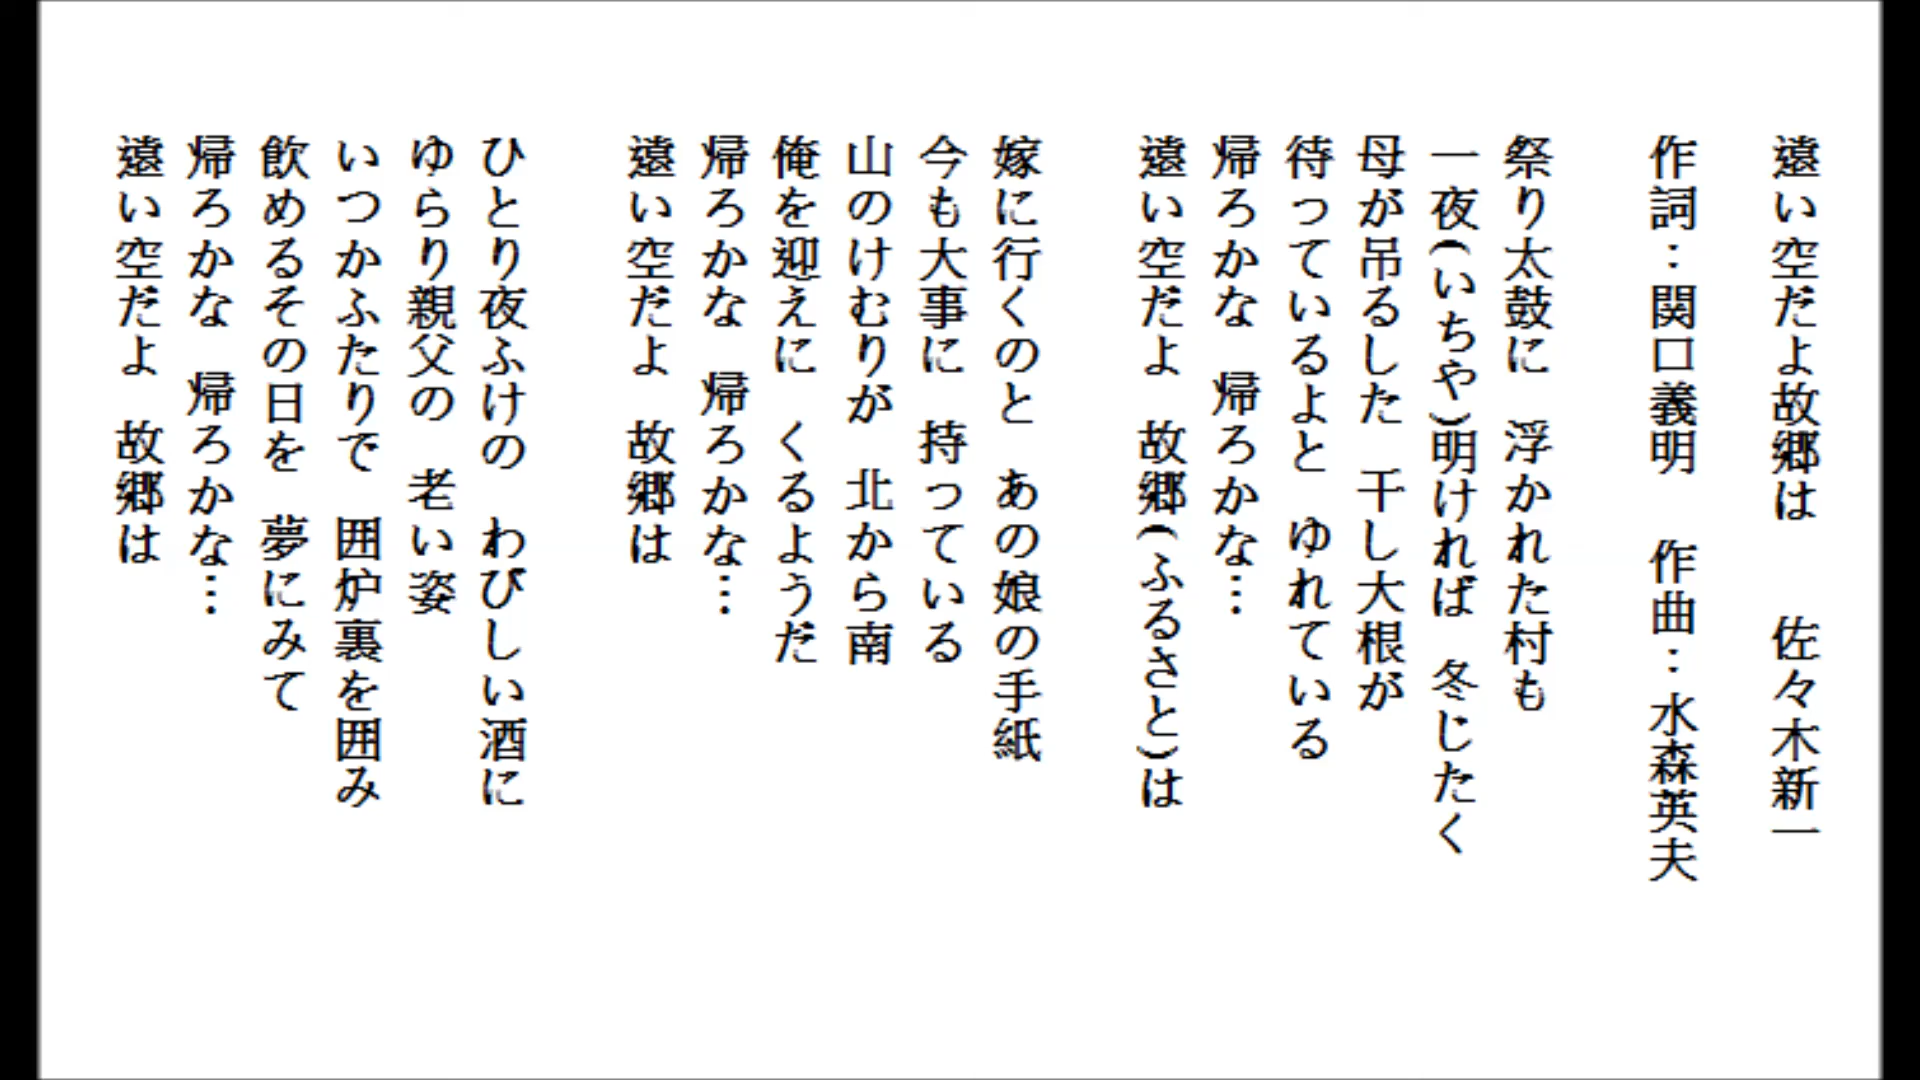 遠い空だよ故郷は　　佐々木新一
作詞：関口義明　作曲：水森英夫
祭り太鼓に　浮かれた村も
一夜(いちや)明ければ　冬じたく
母が吊るした　干し大根が
待っているよと　ゆれている
帰ろかな　帰ろかな…
遠い空だよ　故郷(ふるさと)は
嫁に行くのと　あの娘の手紙
今も大事に　持っている
山のけむりが　北から南
俺を迎えに　くるようだ
帰ろかな　帰ろかな…
遠い空だよ　故郷は
ひとり夜ふけの　わびしい酒に
ゆらり親父の　老い姿
いつかふたりで　囲炉裏を囲み
飲めるその日を　夢にみて
帰ろかな　帰ろかな…
遠い空だよ　故郷は